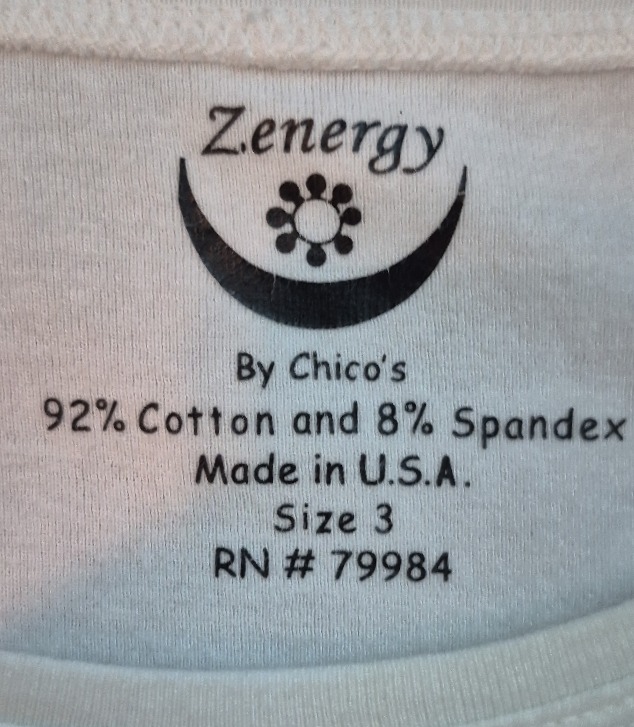 Zenergy
By Chico's
92% Cotton and 8% Spandex
Made in U.S.A.
Size 3
RN # 79984